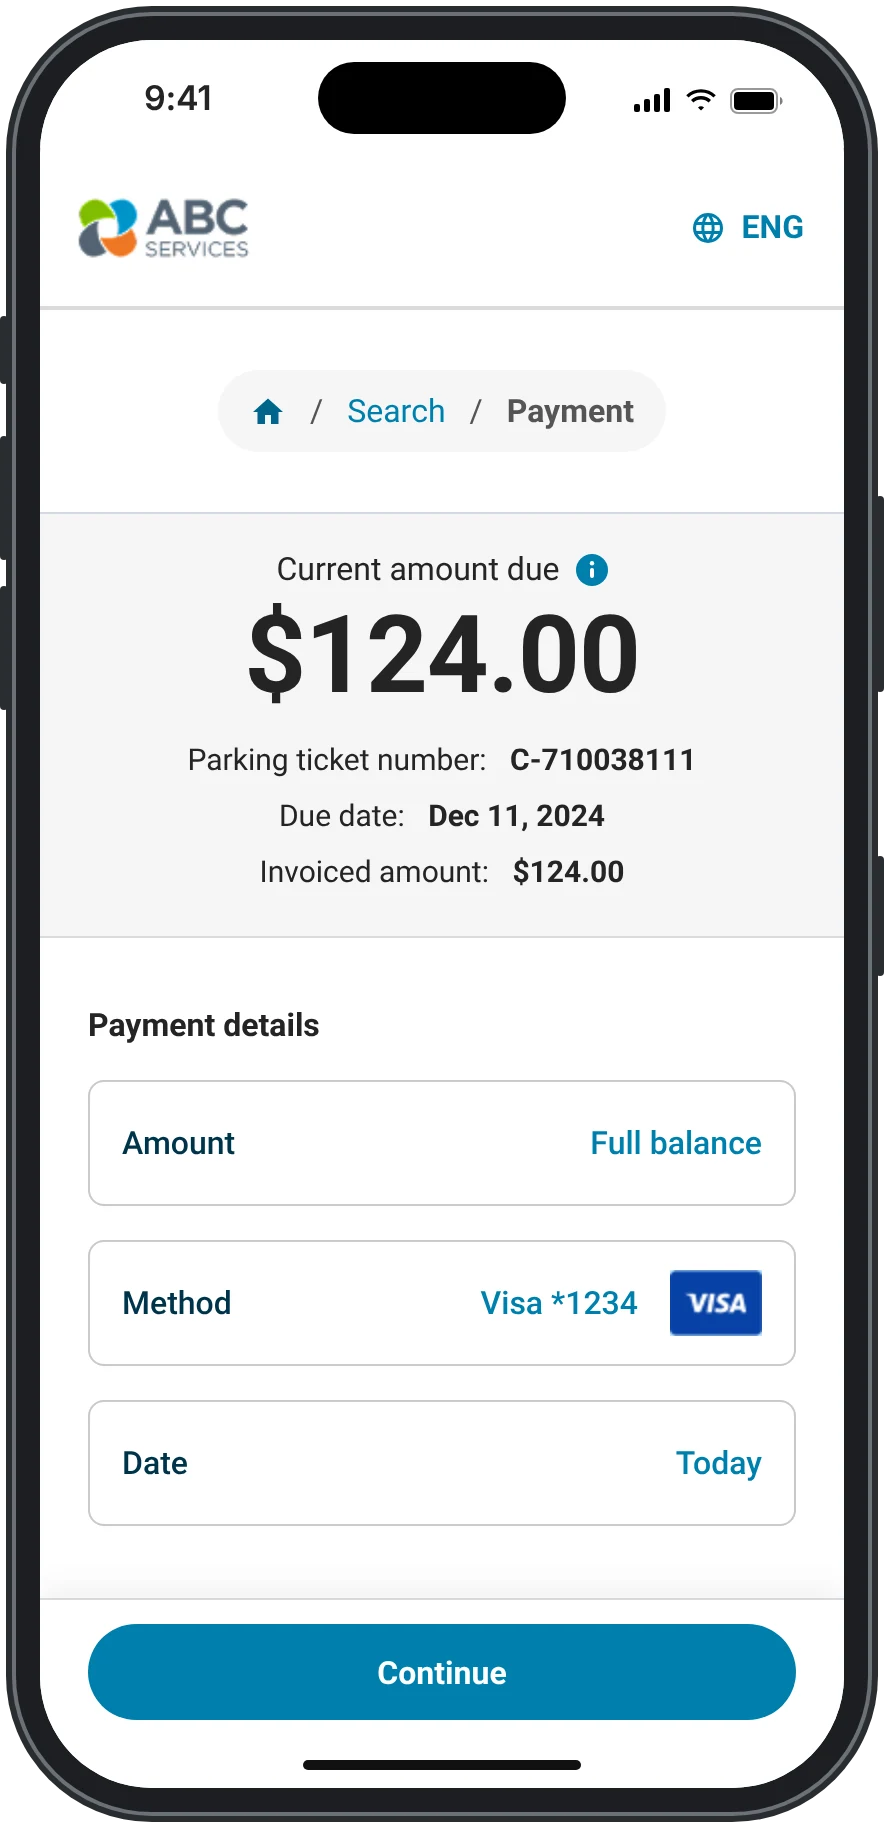 9:41
ABC
SERVICES
ENG
/ Search / Payment
Current amount due
$124.00
Parking ticket number: C-710038111
Due date: Dec 11, 2024
Invoiced amount: $124.00
Payment details
Amount Full balance
Method Visa *1234 VISA
Date Today
Continue